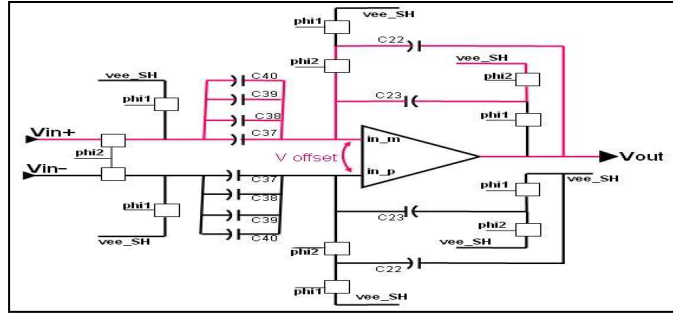 vee_SH
phi1
C22
vee_SH
C40
phi2
vee_SH
phi2
C39
phi1
C23
C38
phi1
Vin+
C37
in_m
phi2
V offset
Vout
Vin-
C37
in_p
vee_SH
C38
phi1
phi1
C39
C23
phi2
vee_SH
C40
phi2
vee_SH
C22
phi1
vee_SH